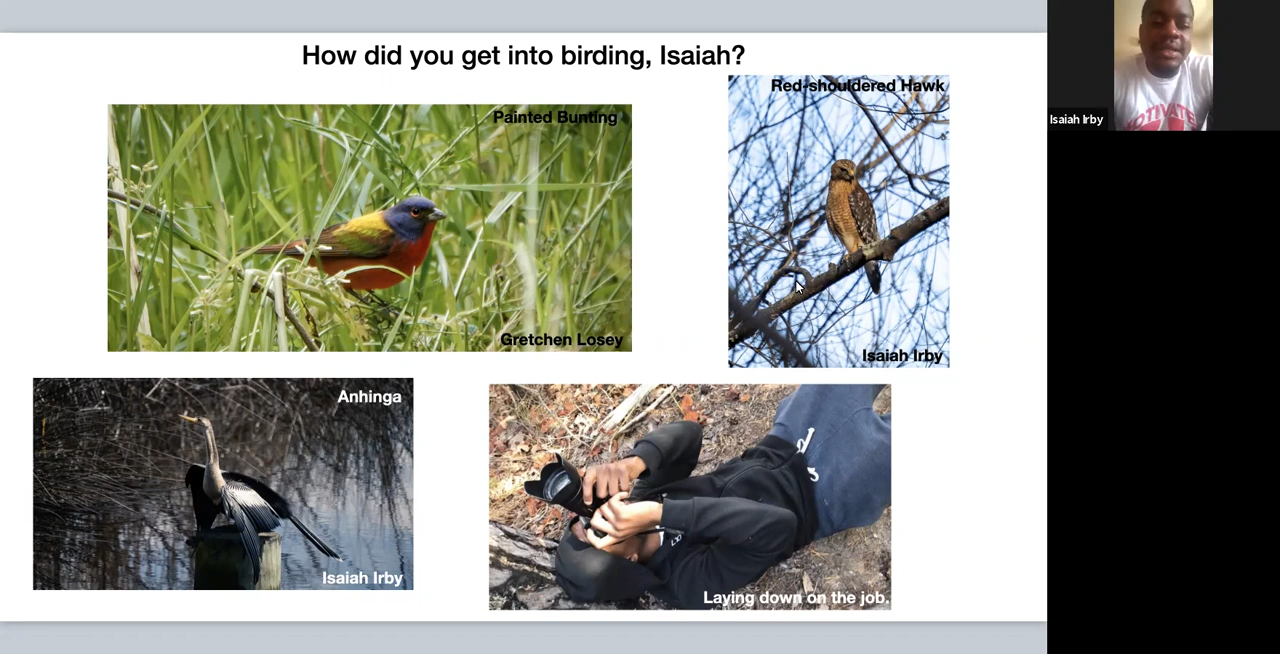 How did you get into birding, Isaiah?
Painted Bunting
Gretchen Losey
Red-shouldered Hawk
Isaiah Irby
Anhinga
Isaiah Irby
Laying down on the job.
Isaiah Irby